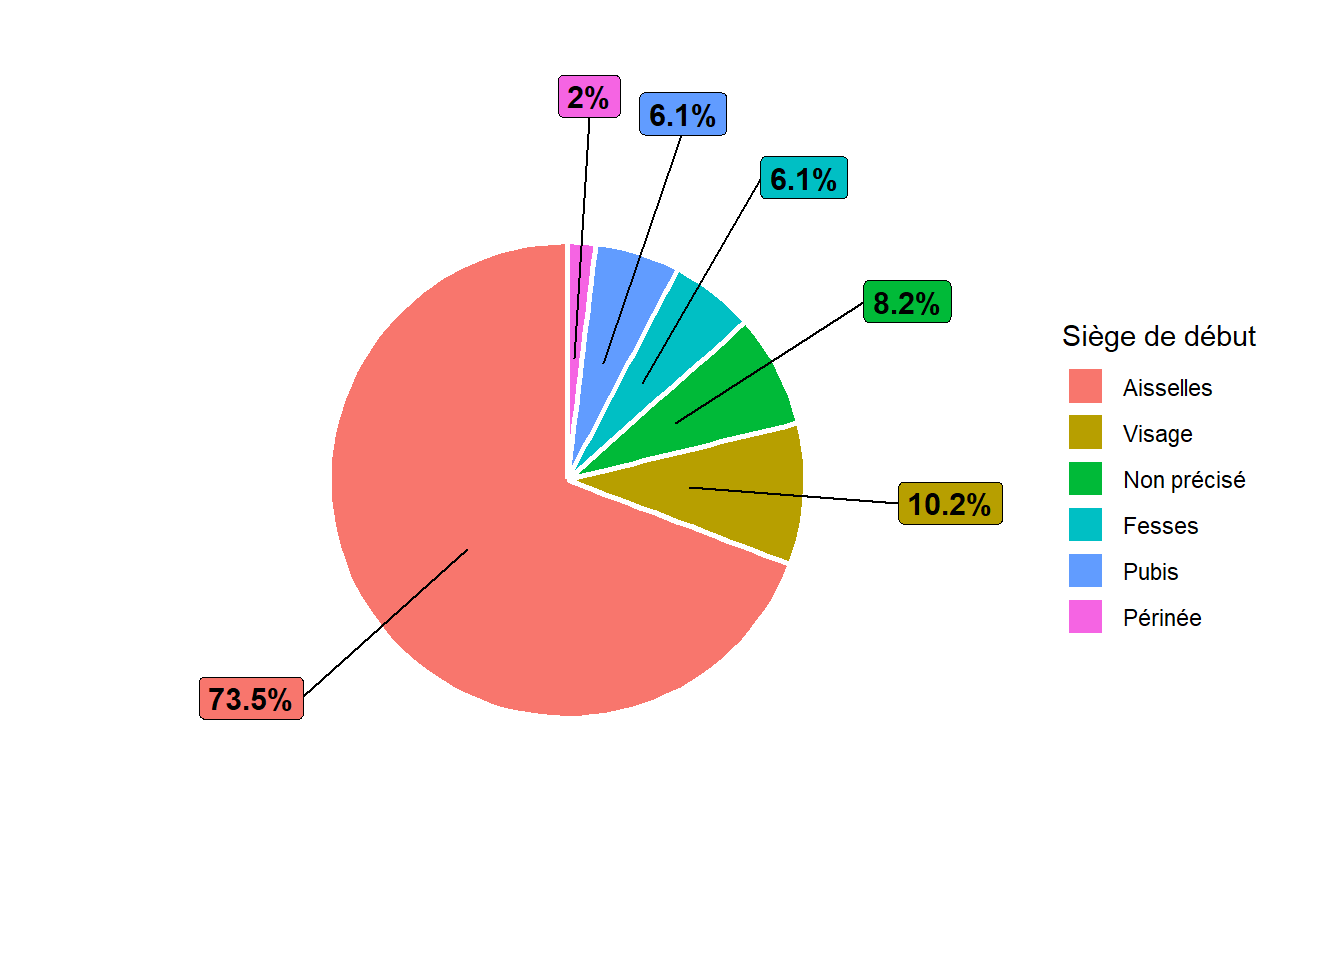 2%
6.1%
6.1%
8.2%
10.2%
73.5%
Siège de début
Aisselles
Visage
Non précisé
Fesses
Pubis
Périnée